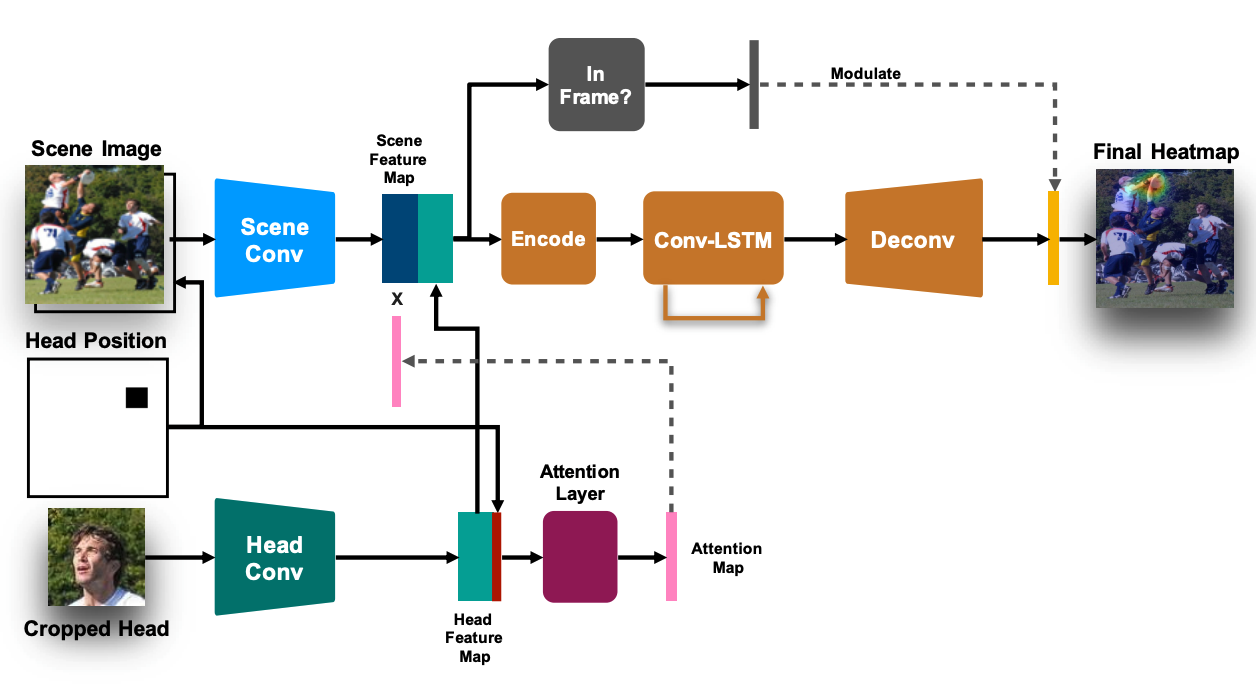 In
Frame?
Modulate
Scene Image
Scene
Feature
Map
Final Heatmap
Scene
Conv
Encode
Conv-LSTM
Deconv
X
Head Position
Attention
Layer
Head
Conv
Attention
Map
Cropped Head
Head
Feature
Map